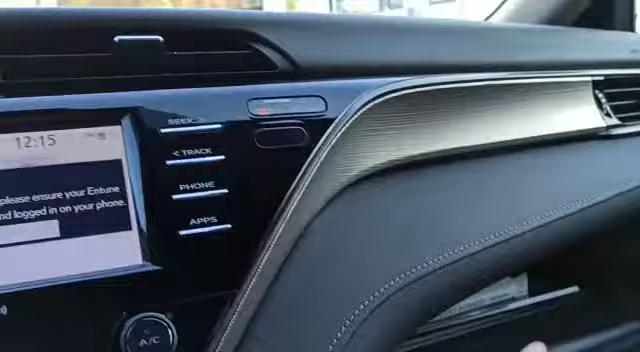 12:15
please ensure your Entune
nd logged in on your phone.
SEEK >
< TRACK
PHONE
APPS
A/C